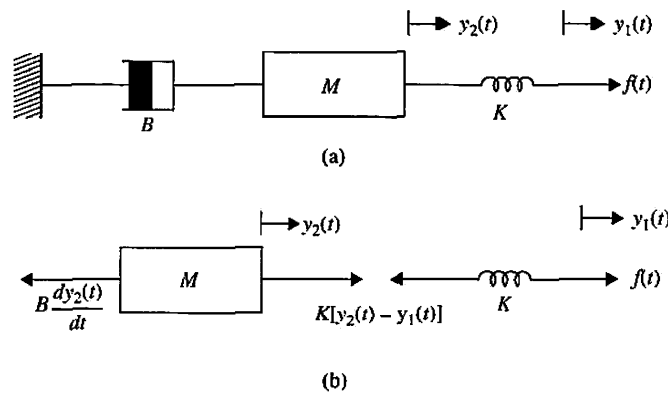 y₂(t) y₁(t)
M f(t)
B K
(a)
y₂(t) y₁(t)
M f(t)
B dy₂(t)/dt K[y₂(t) – y₁(t)] K
(b)